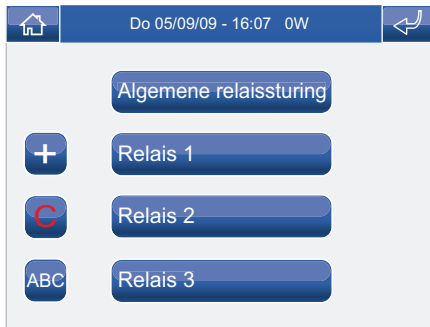 Do 05/09/09 - 16:07 0W
Algemene relaissturing
+ Relais 1
C Relais 2
ABC Relais 3